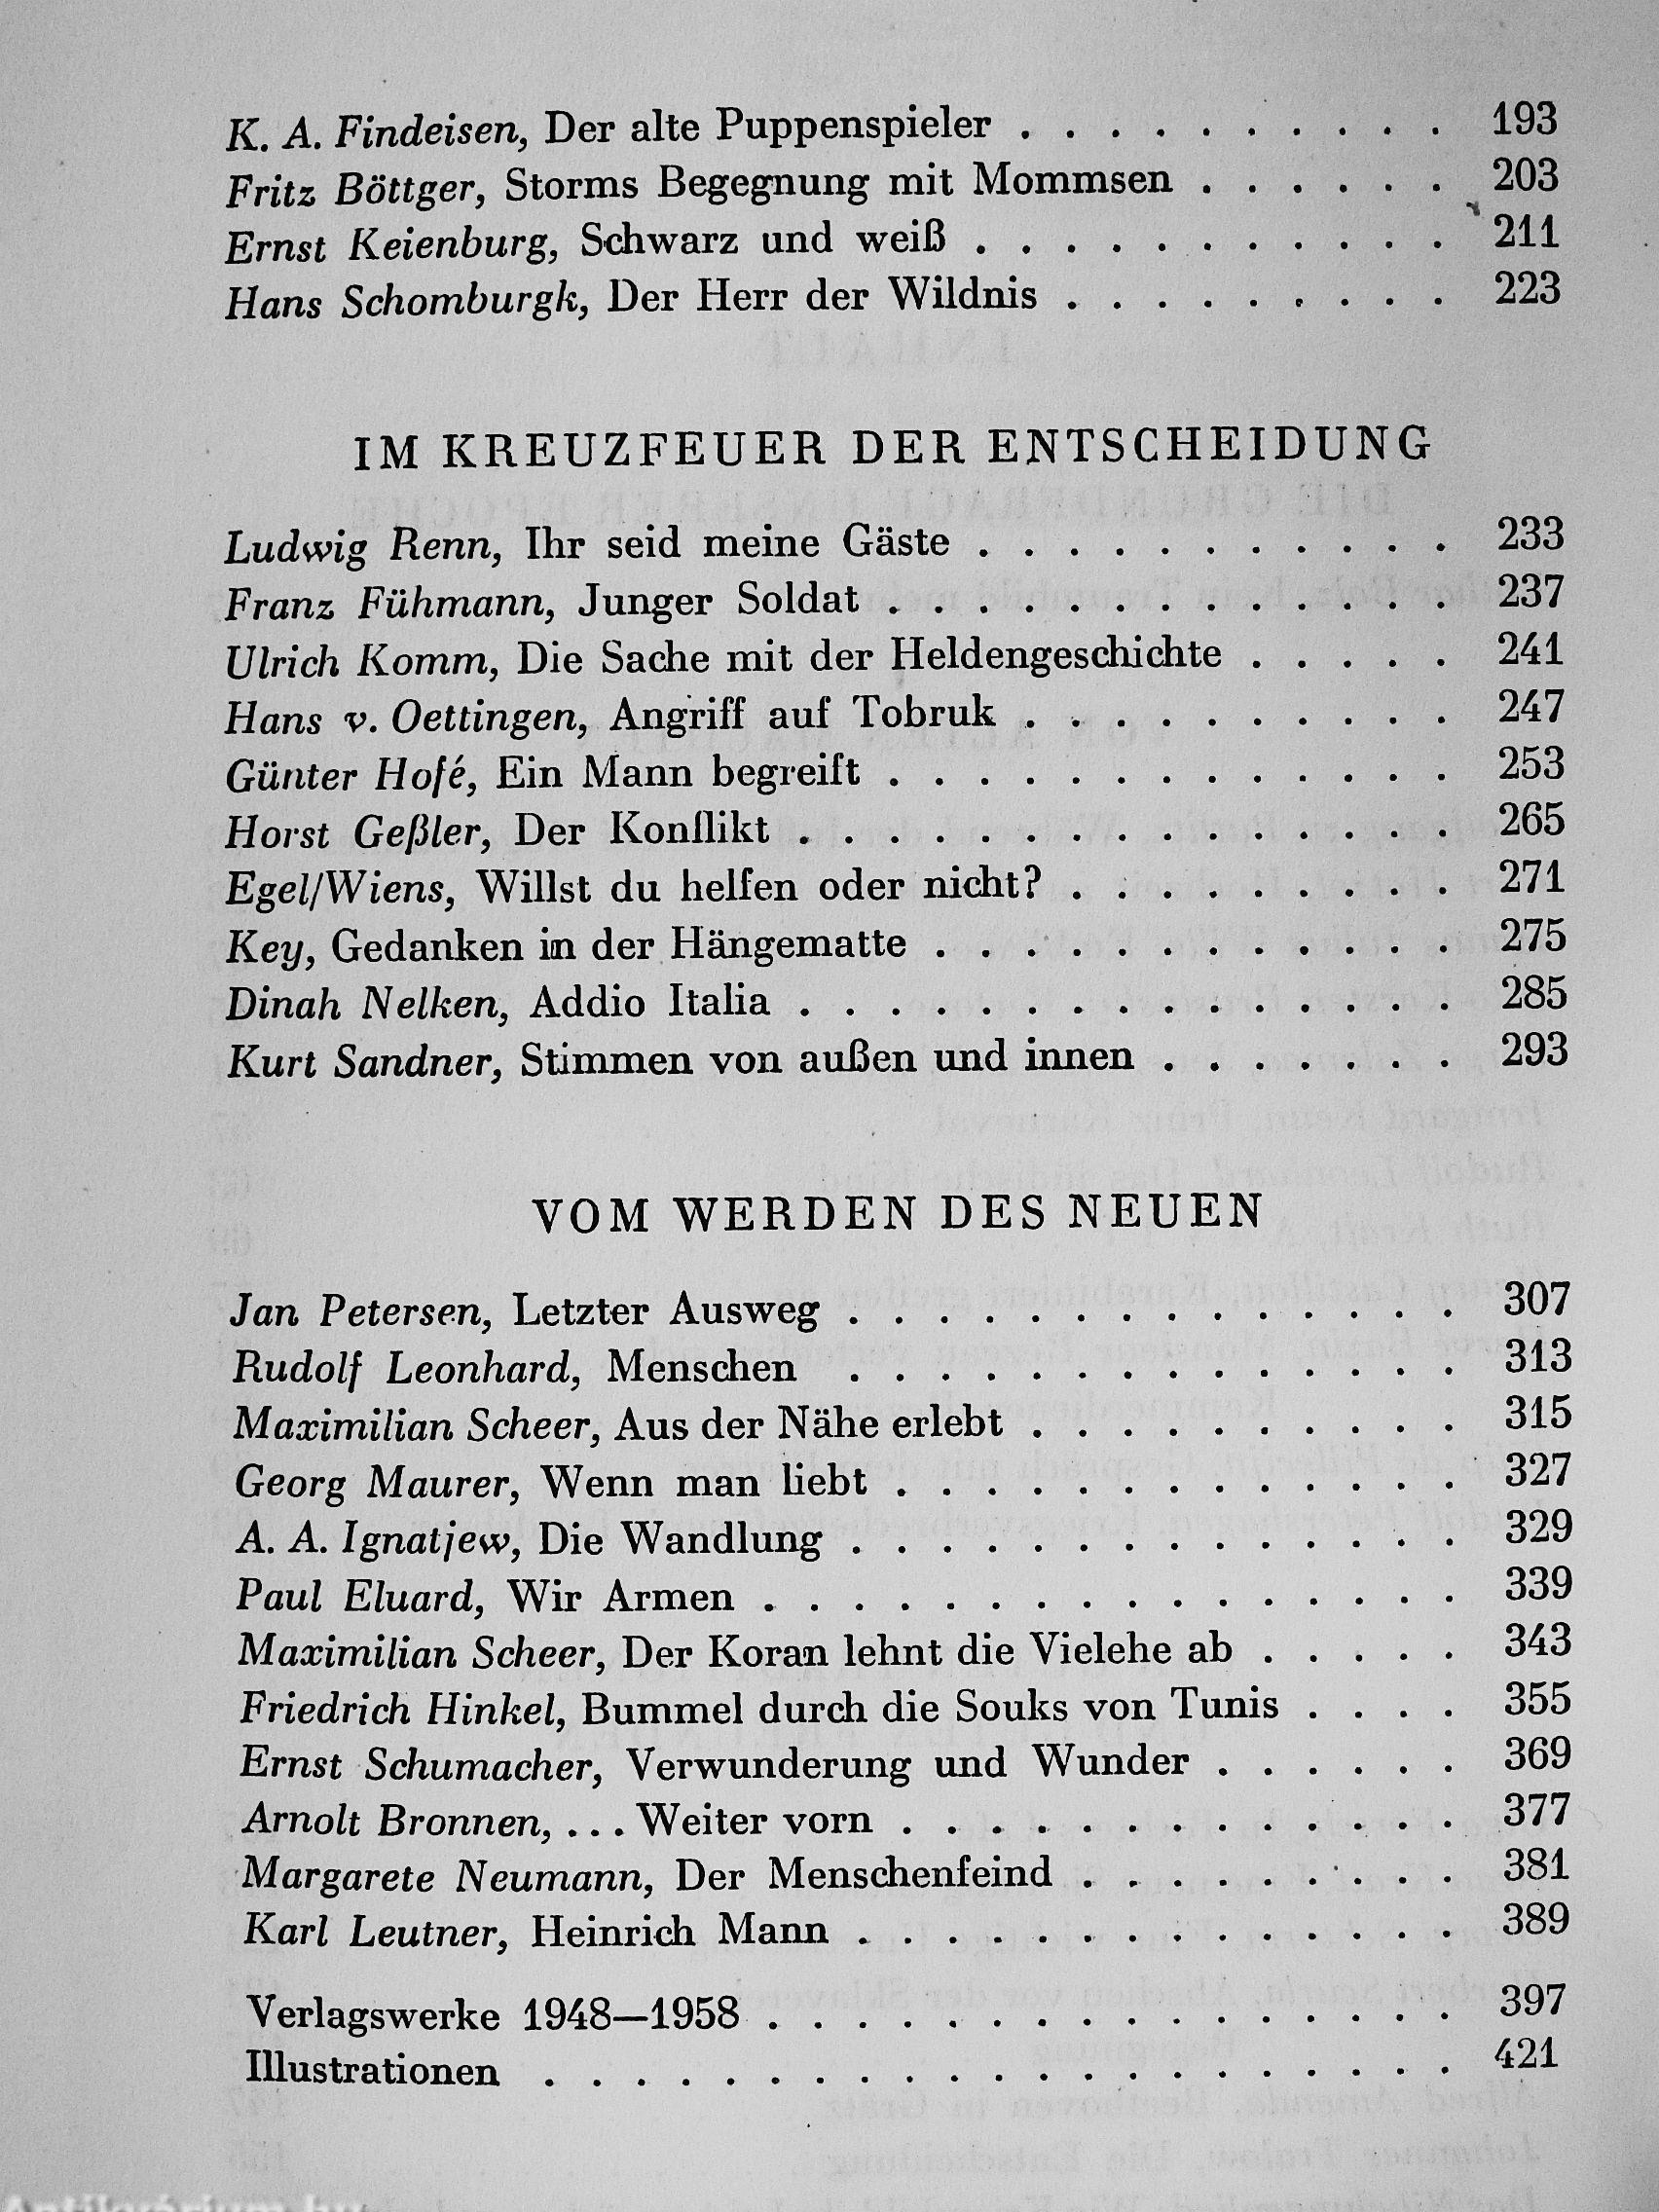 K. A. Findeisen, Der alte Puppenspieler . . . . . . . . . . 193
Fritz Böttger, Storms Begegnung mit Mommsen . . . . . . 203
Ernst Keienburg, Schwarz und weiß . . . . . . . . . . . 211
Hans Schomburgk, Der Herr der Wildnis . . . . . . . . . 223
IM KREUZFEUER DER ENTSCHEIDUNG
Ludwig Renn, Ihr seid meine Gäste . . . . . . . . . . . 233
Franz Fühmann, Junger Soldat . . . . . . . . . . . . . 237
Ulrich Komm, Die Sache mit der Heldengeschichte . . . . . 241
Hans v. Oettingen, Angriff auf Tobruk . . . . . . . . . . 247
Günter Hofé, Ein Mann begreift . . . . . . . . . . . . . 253
Horst Geßler, Der Konflikt . . . . . . . . . . . . . . . 265
Egel/Wiens, Willst du helfen oder nicht? . . . . . . . . . 271
Key, Gedanken in der Hängematte . . . . . . . . . . . . 275
Dinah Nelken, Addio Italia . . . . . . . . . . . . . . . 285
Kurt Sandner, Stimmen von außen und innen . . . . . . . 293
VOM WERDEN DES NEUEN
Jan Petersen, Letzter Ausweg . . . . . . . . . . . . . . 307
Rudolf Leonhard, Menschen . . . . . . . . . . . . . . 313
Maximilian Scheer, Aus der Nähe erlebt . . . . . . . . . . 315
Georg Maurer, Wenn man liebt . . . . . . . . . . . . . 327
A. A. Ignatjew, Die Wandlung . . . . . . . . . . . . . . 329
Paul Eluard, Wir Armen . . . . . . . . . . . . . . . . 339
Maximilian Scheer, Der Koran lehnt die Vielehe ab . . . . . 343
Friedrich Hinkel, Bummel durch die Souks von Tunis . . . . 355
Ernst Schumacher, Verwunderung und Wunder . . . . . . 369
Arnolt Bronnen, . . . Weiter vorn . . . . . . . . . . . . . 377
Margarete Neumann, Der Menschenfeind . . . . . . . . . 381
Karl Leutner, Heinrich Mann . . . . . . . . . . . . . . 389
Verlagswerke 1948—1958 . . . . . . . . . . . . . . . . 397
Illustrationen . . . . . . . . . . . . . . . . . . . . . 421